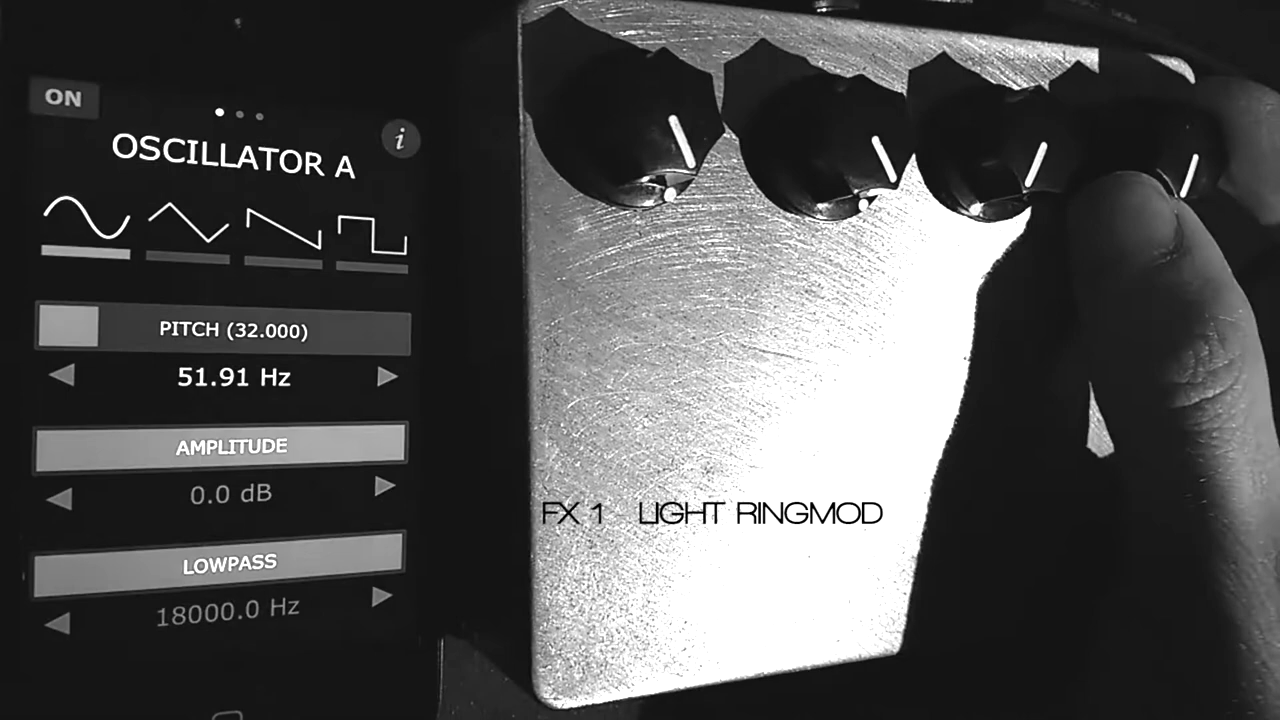 ON
i
OSCILLATOR A
PITCH (32.000)
51.91 Hz
AMPLITUDE
0.0 dB
LOWPASS
18000.0 Hz
FX 1 LIGHT RINGMOD